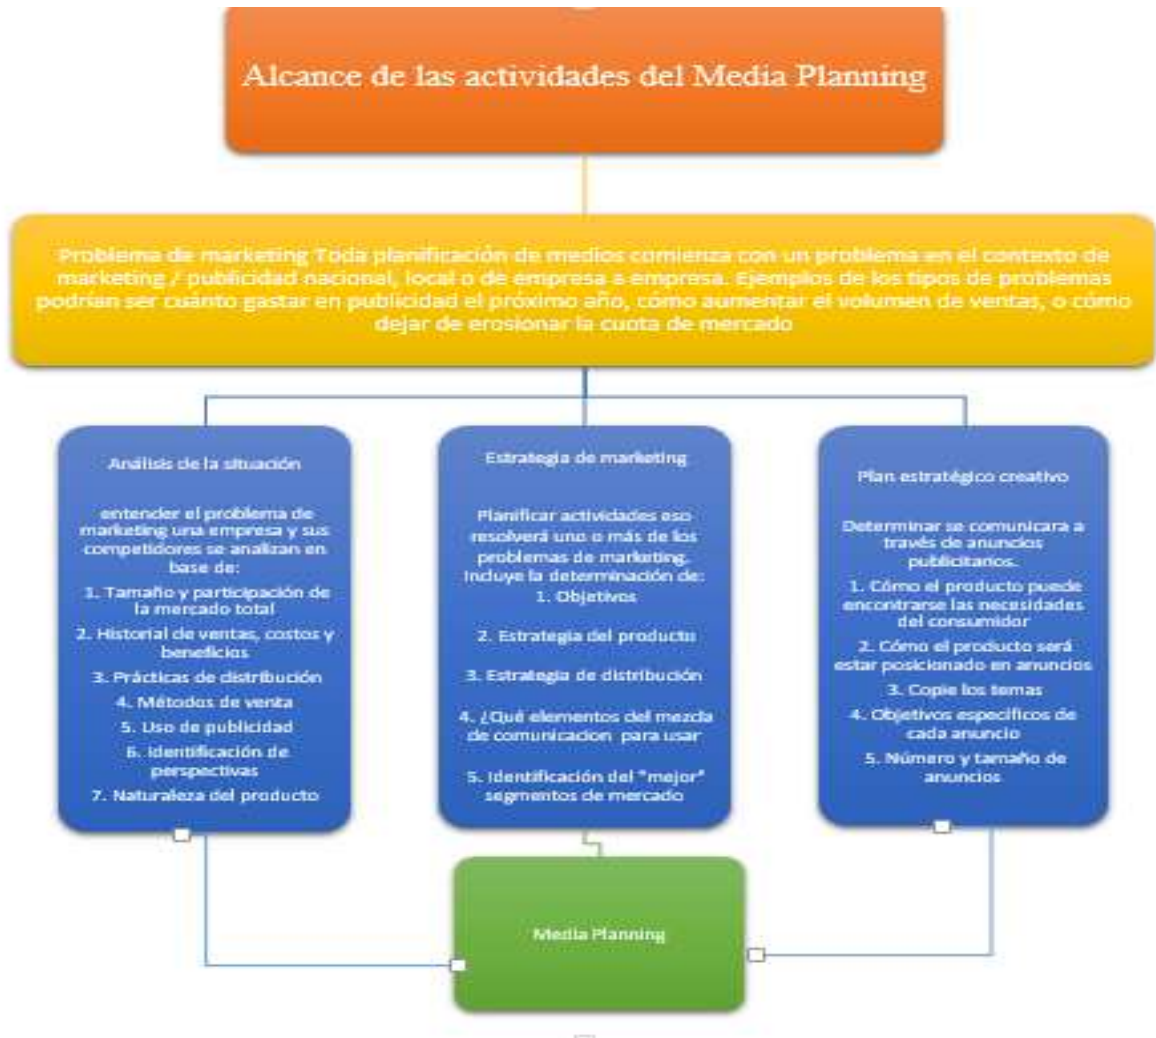 Alcance de las actividades del Media Planning
Problema de marketing Toda planificación de medios comienza con un problema en el contexto de
marketing / publicidad nacional, local o de empresa a empresa. Ejemplos de los tipos de problemas
podrían ser cuánto gastar en publicidad el próximo año, cómo aumentar el volumen de ventas, o cómo
dejar de erosionar la cuota de mercado
Análisis de la situación
entender el problema de
marketing una empresa y sus
competidores se analizan en
base de:
1. Tamaño y participación de
la mercado total
2. Historial de ventas, costos y
beneficios
3. Prácticas de distribución
4. Métodos de venta
5. Uso de publicidad
6. Identificación de
perspectivas
7. Naturaleza del producto
Estrategia de marketing
Planificar actividades eso
resolverá uno o más de los
problemas de marketing.
Incluye la determinación de:
1. Objetivos
2. Estrategia del producto
3. Estrategia de distribución
4. ¿Qué elementos del mezcla
de comunicacion para usar
5. Identificación del "mejor"
segmentos de mercado
Plan estratégico creativo
Determinar se comunicara a
través de anuncios
publicitarios.
1. Cómo el producto puede
encontrarse las necesidades
del consumidor
2. Cómo el producto será
estar posicionado en anuncios
3. Copie los temas
4. Objetivos específicos de
cada anuncio
5. Número y tamaño de
anuncios
Media Planning